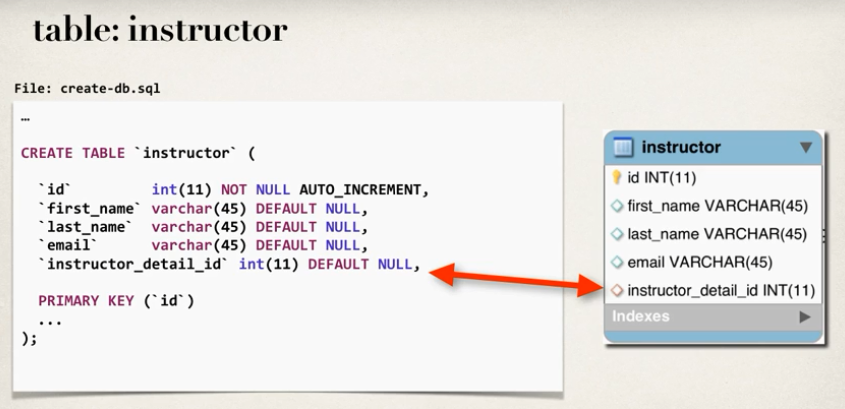 table: instructor
File: create-db.sql
…
CREATE TABLE `instructor` (
`id` int(11) NOT NULL AUTO_INCREMENT,
`first_name` varchar(45) DEFAULT NULL,
`last_name` varchar(45) DEFAULT NULL,
`email` varchar(45) DEFAULT NULL,
`instructor_detail_id` int(11) DEFAULT NULL,
PRIMARY KEY (`id`)
...
);
instructor
id INT(11)
first_name VARCHAR(45)
last_name VARCHAR(45)
email VARCHAR(45)
instructor_detail_id INT(11)
Indexes